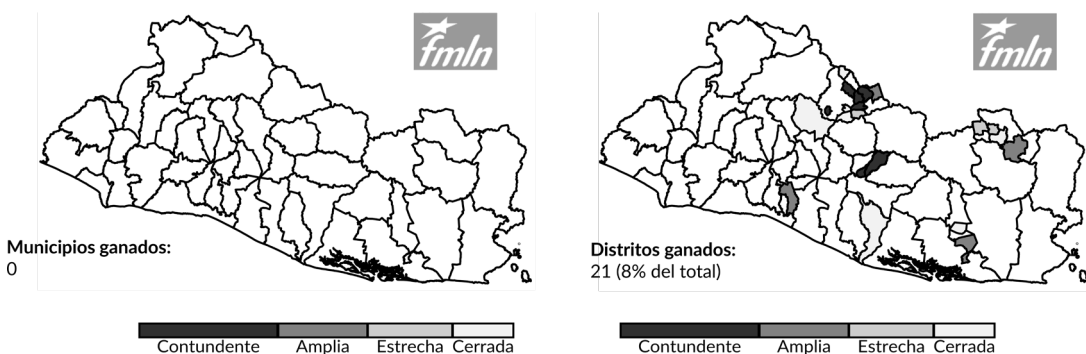 fmln
Municipios ganados:
0
Contundente Amplia Estrecha Cerrada
fmln
Distritos ganados:
21 (8% del total)
Contundente Amplia Estrecha Cerrada